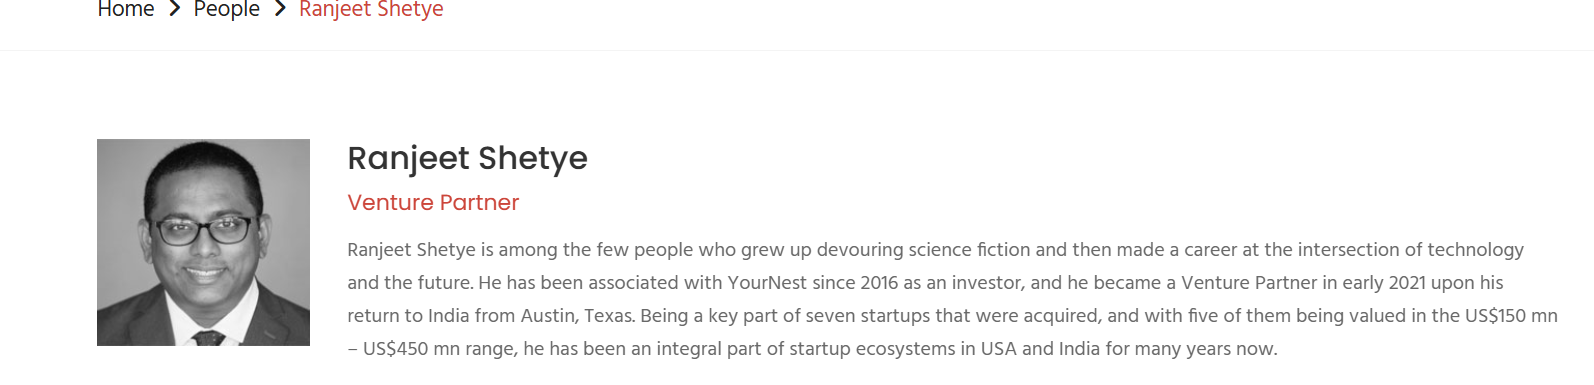 Home > People > Ranjeet Shetye
Ranjeet Shetye
Venture Partner
Ranjeet Shetye is among the few people who grew up devouring science fiction and then made a career at the intersection of technology
and the future. He has been associated with YourNest since 2016 as an investor, and he became a Venture Partner in early 2021 upon his
return to India from Austin, Texas. Being a key part of seven startups that were acquired, and with five of them being valued in the US$150 mn
– US$450 mn range, he has been an integral part of startup ecosystems in USA and India for many years now.